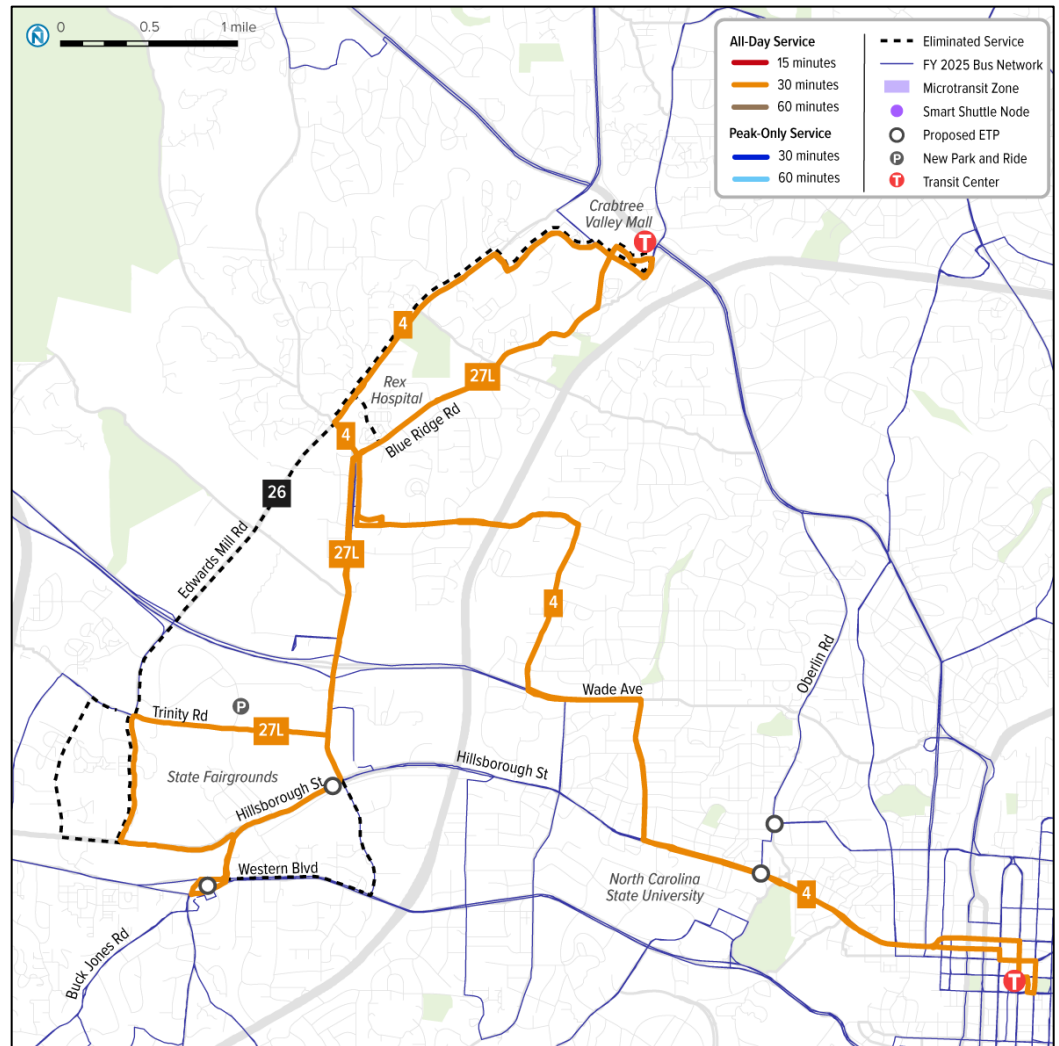 N
0 0.5 1 mile
All-Day Service
15 minutes
30 minutes
60 minutes
Peak-Only Service
30 minutes
60 minutes
Eliminated Service
FY 2025 Bus Network
Microtransit Zone
Smart Shuttle Node
Proposed ETP
P New Park and Ride
T Transit Center
Crabtree
Valley Mall
T
4
27L
Rex
Hospital
4
Blue Ridge Rd
26
Edwards Mill Rd
27L
4
Oberlin Rd
Wade Ave
Trinity Rd
P
27L
State Fairgrounds
Hillsborough St
Hillsborough St
Western Blvd
North Carolina
State University
4
Buck Jones Rd
T